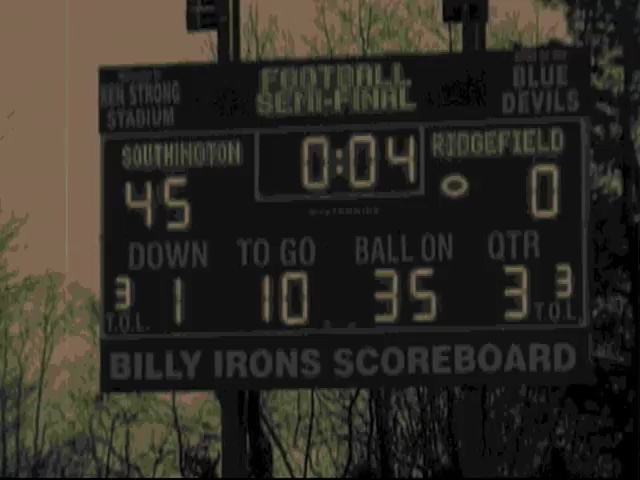 KEN STRONG
STADIUM
FOOTBALL
SEMI-FINAL
BLUE
DEVILS
SOUTHINGTON
0:04
RIDGEFIELD
45
0
DOWN TO GO BALL ON QTR
3 1 10 35 3 3
T.O.L. T.O.L.
BILLY IRONS SCOREBOARD